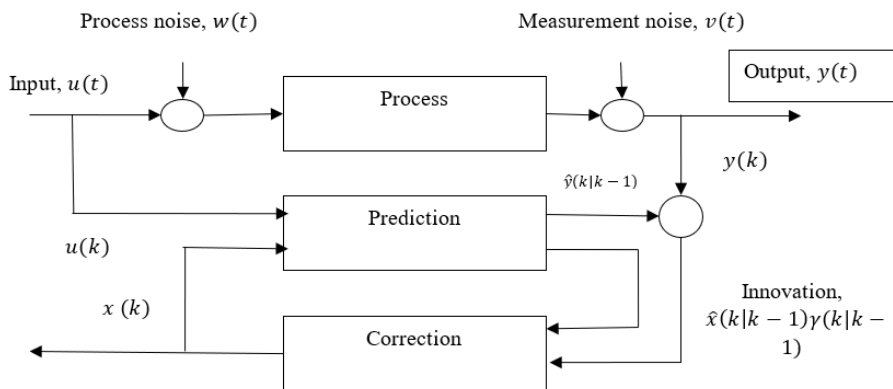 Process noise, 𝑤(𝑡)
Measurement noise, 𝑣(𝑡)
Input, 𝑢(𝑡)
Process
Output, 𝑦(𝑡)
𝑦(𝑘)
ŷ(𝑘|𝑘 − 1)
Prediction
𝑢(𝑘)
𝑥 (𝑘)
Correction
Innovation,
x̂(𝑘|𝑘 − 1)𝛾(𝑘|𝑘 −
1)